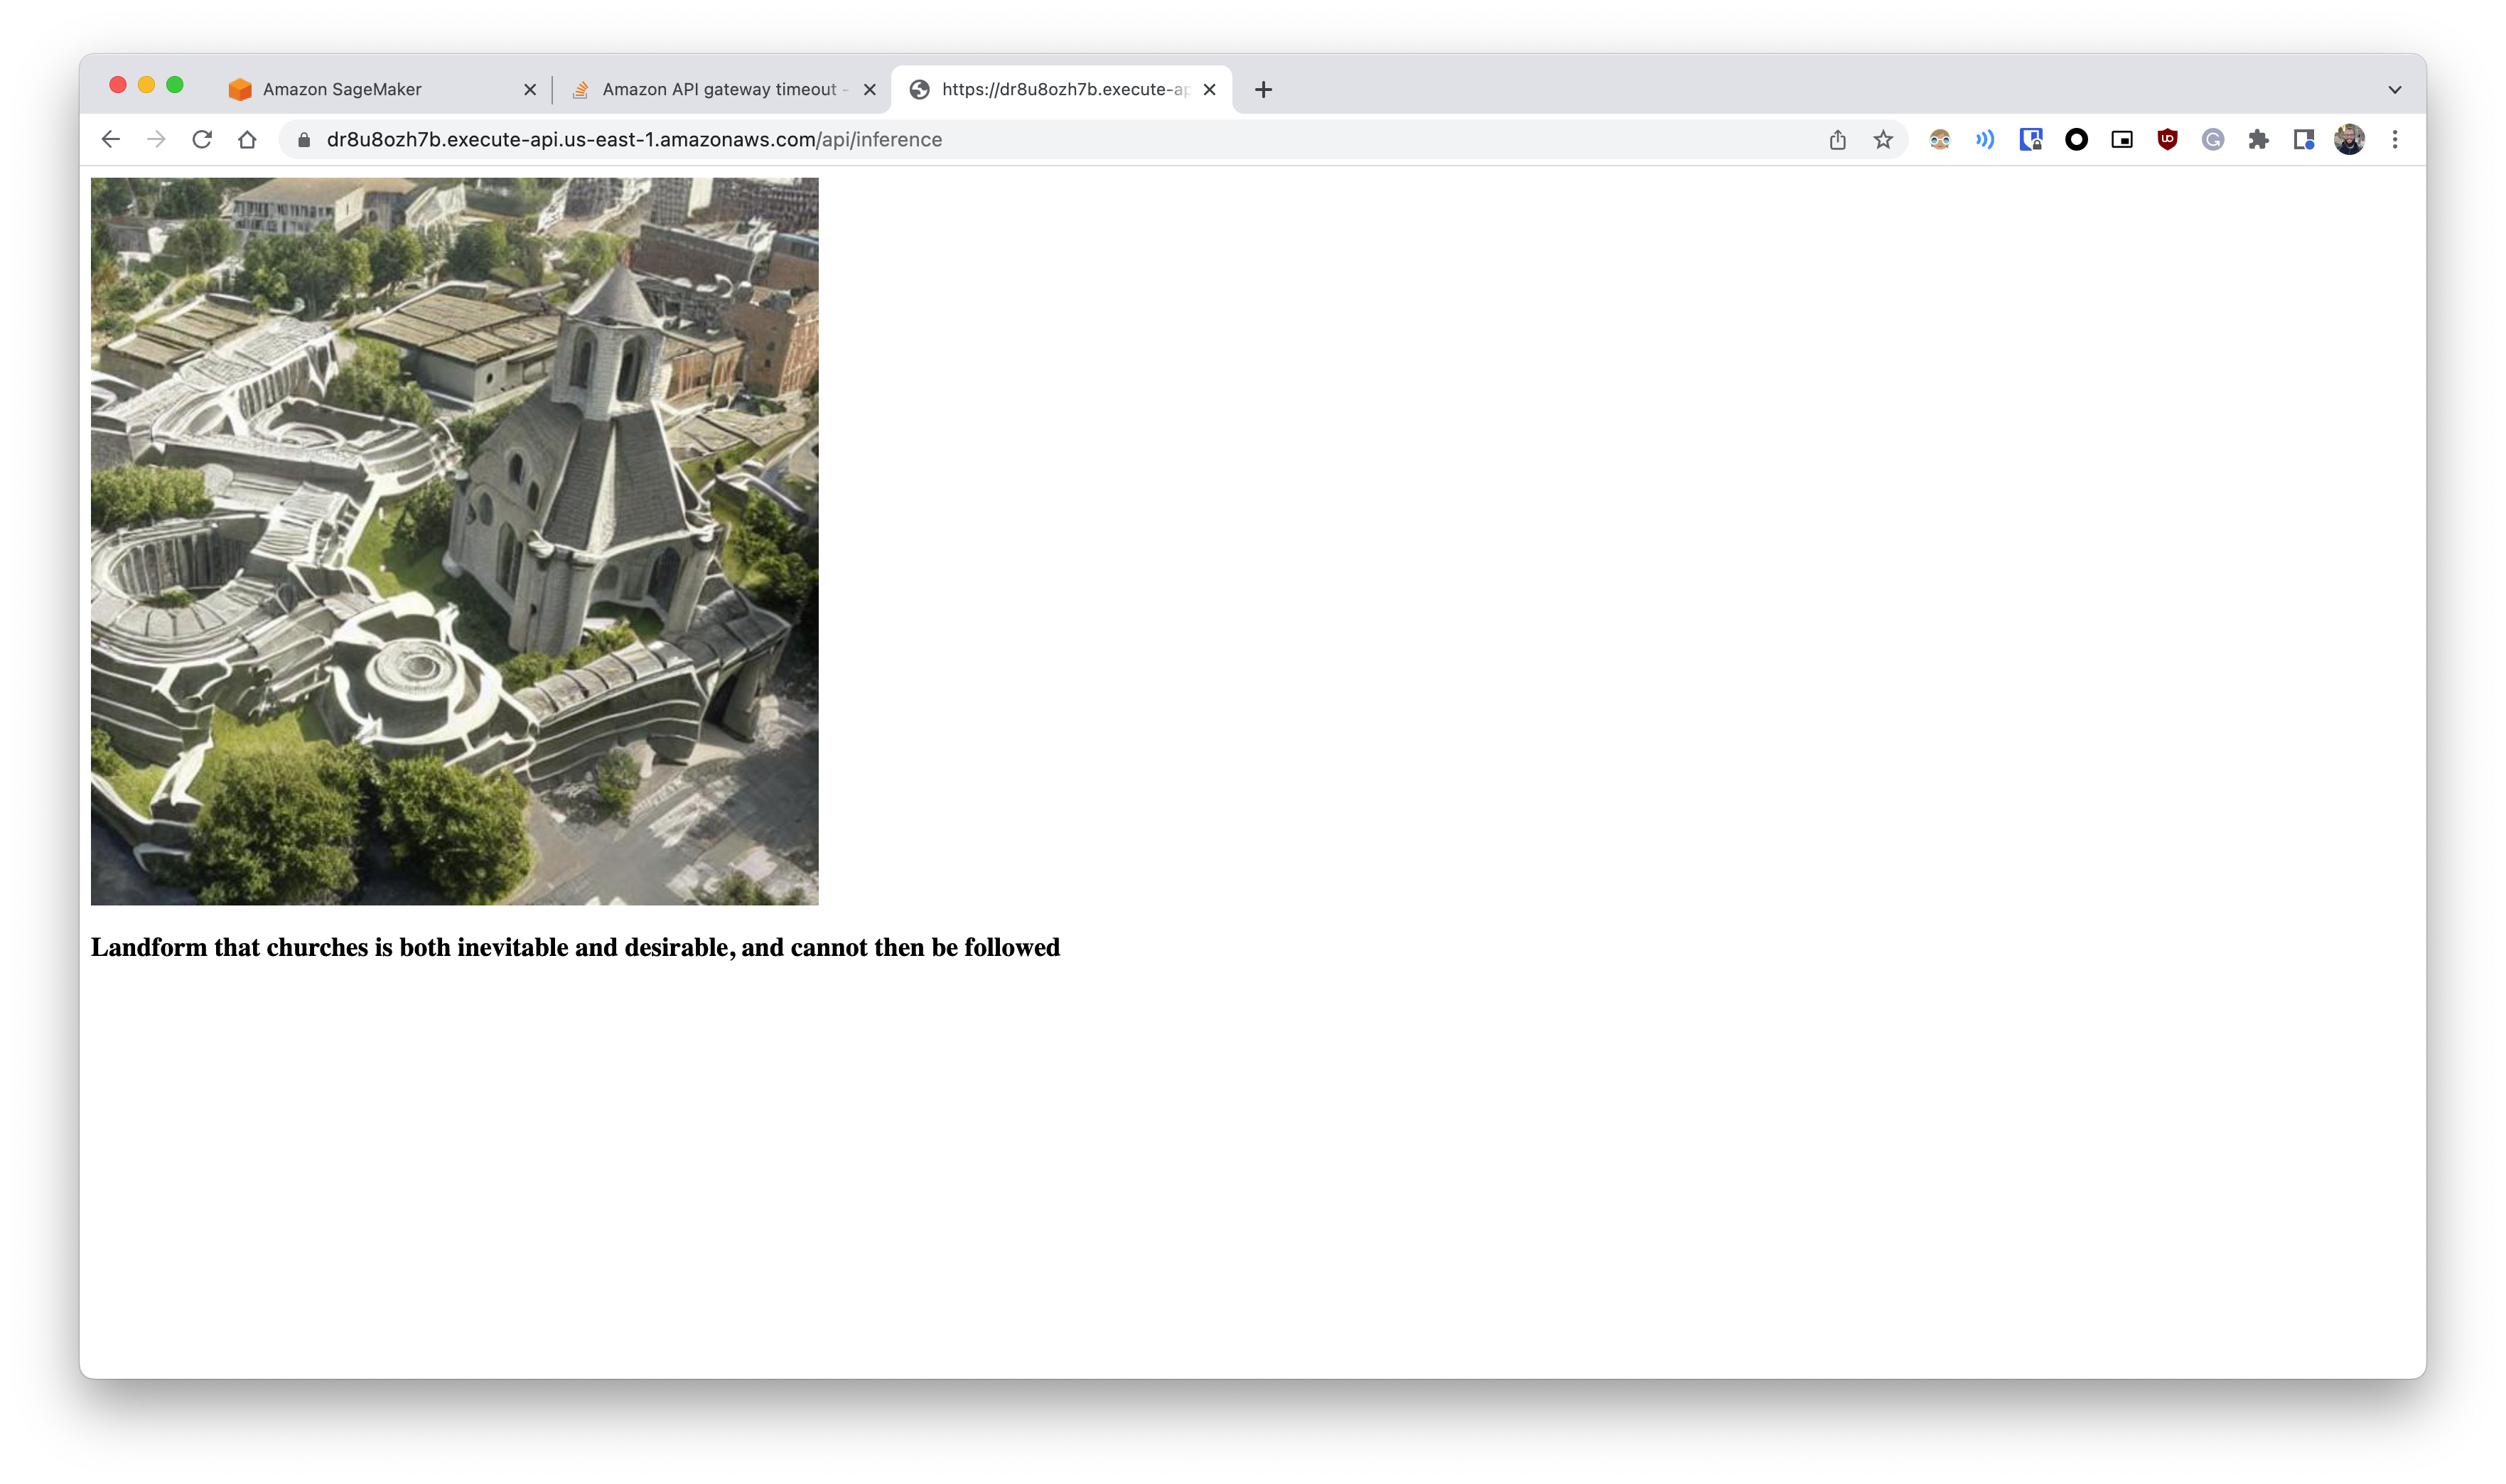 Amazon SageMaker
Amazon API gateway timeout -
https://dr8u8ozh7b.execute-ap
dr8u8ozh7b.execute-api.us-east-1.amazonaws.com/api/inference
Landform that churches is both inevitable and desirable, and cannot then be followed